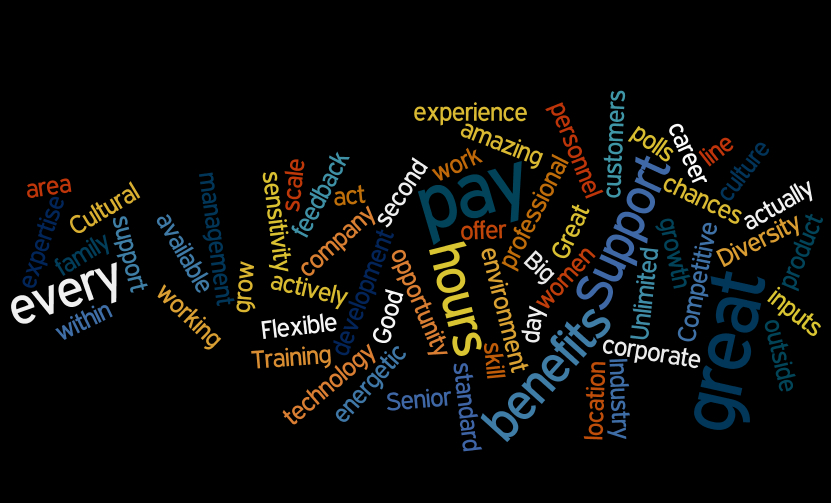 area
expertise
Cultural
family
support
every
within
available
management
working
grow
sensitivity
scale
feedback
act
company
actively
Flexible
Training
technology
development
Good
energetic
Senior
second
work
experience
amazing
pay
offer
professional
opportunity
hours
environment
skill
standard
day
Big
Great
women
personnel
customers
polls
career
line
culture
chances
actually
Support
growth
Unlimited
Competitive
Diversity
product
benefits
corporate
location
Industry
great
inputs
outside